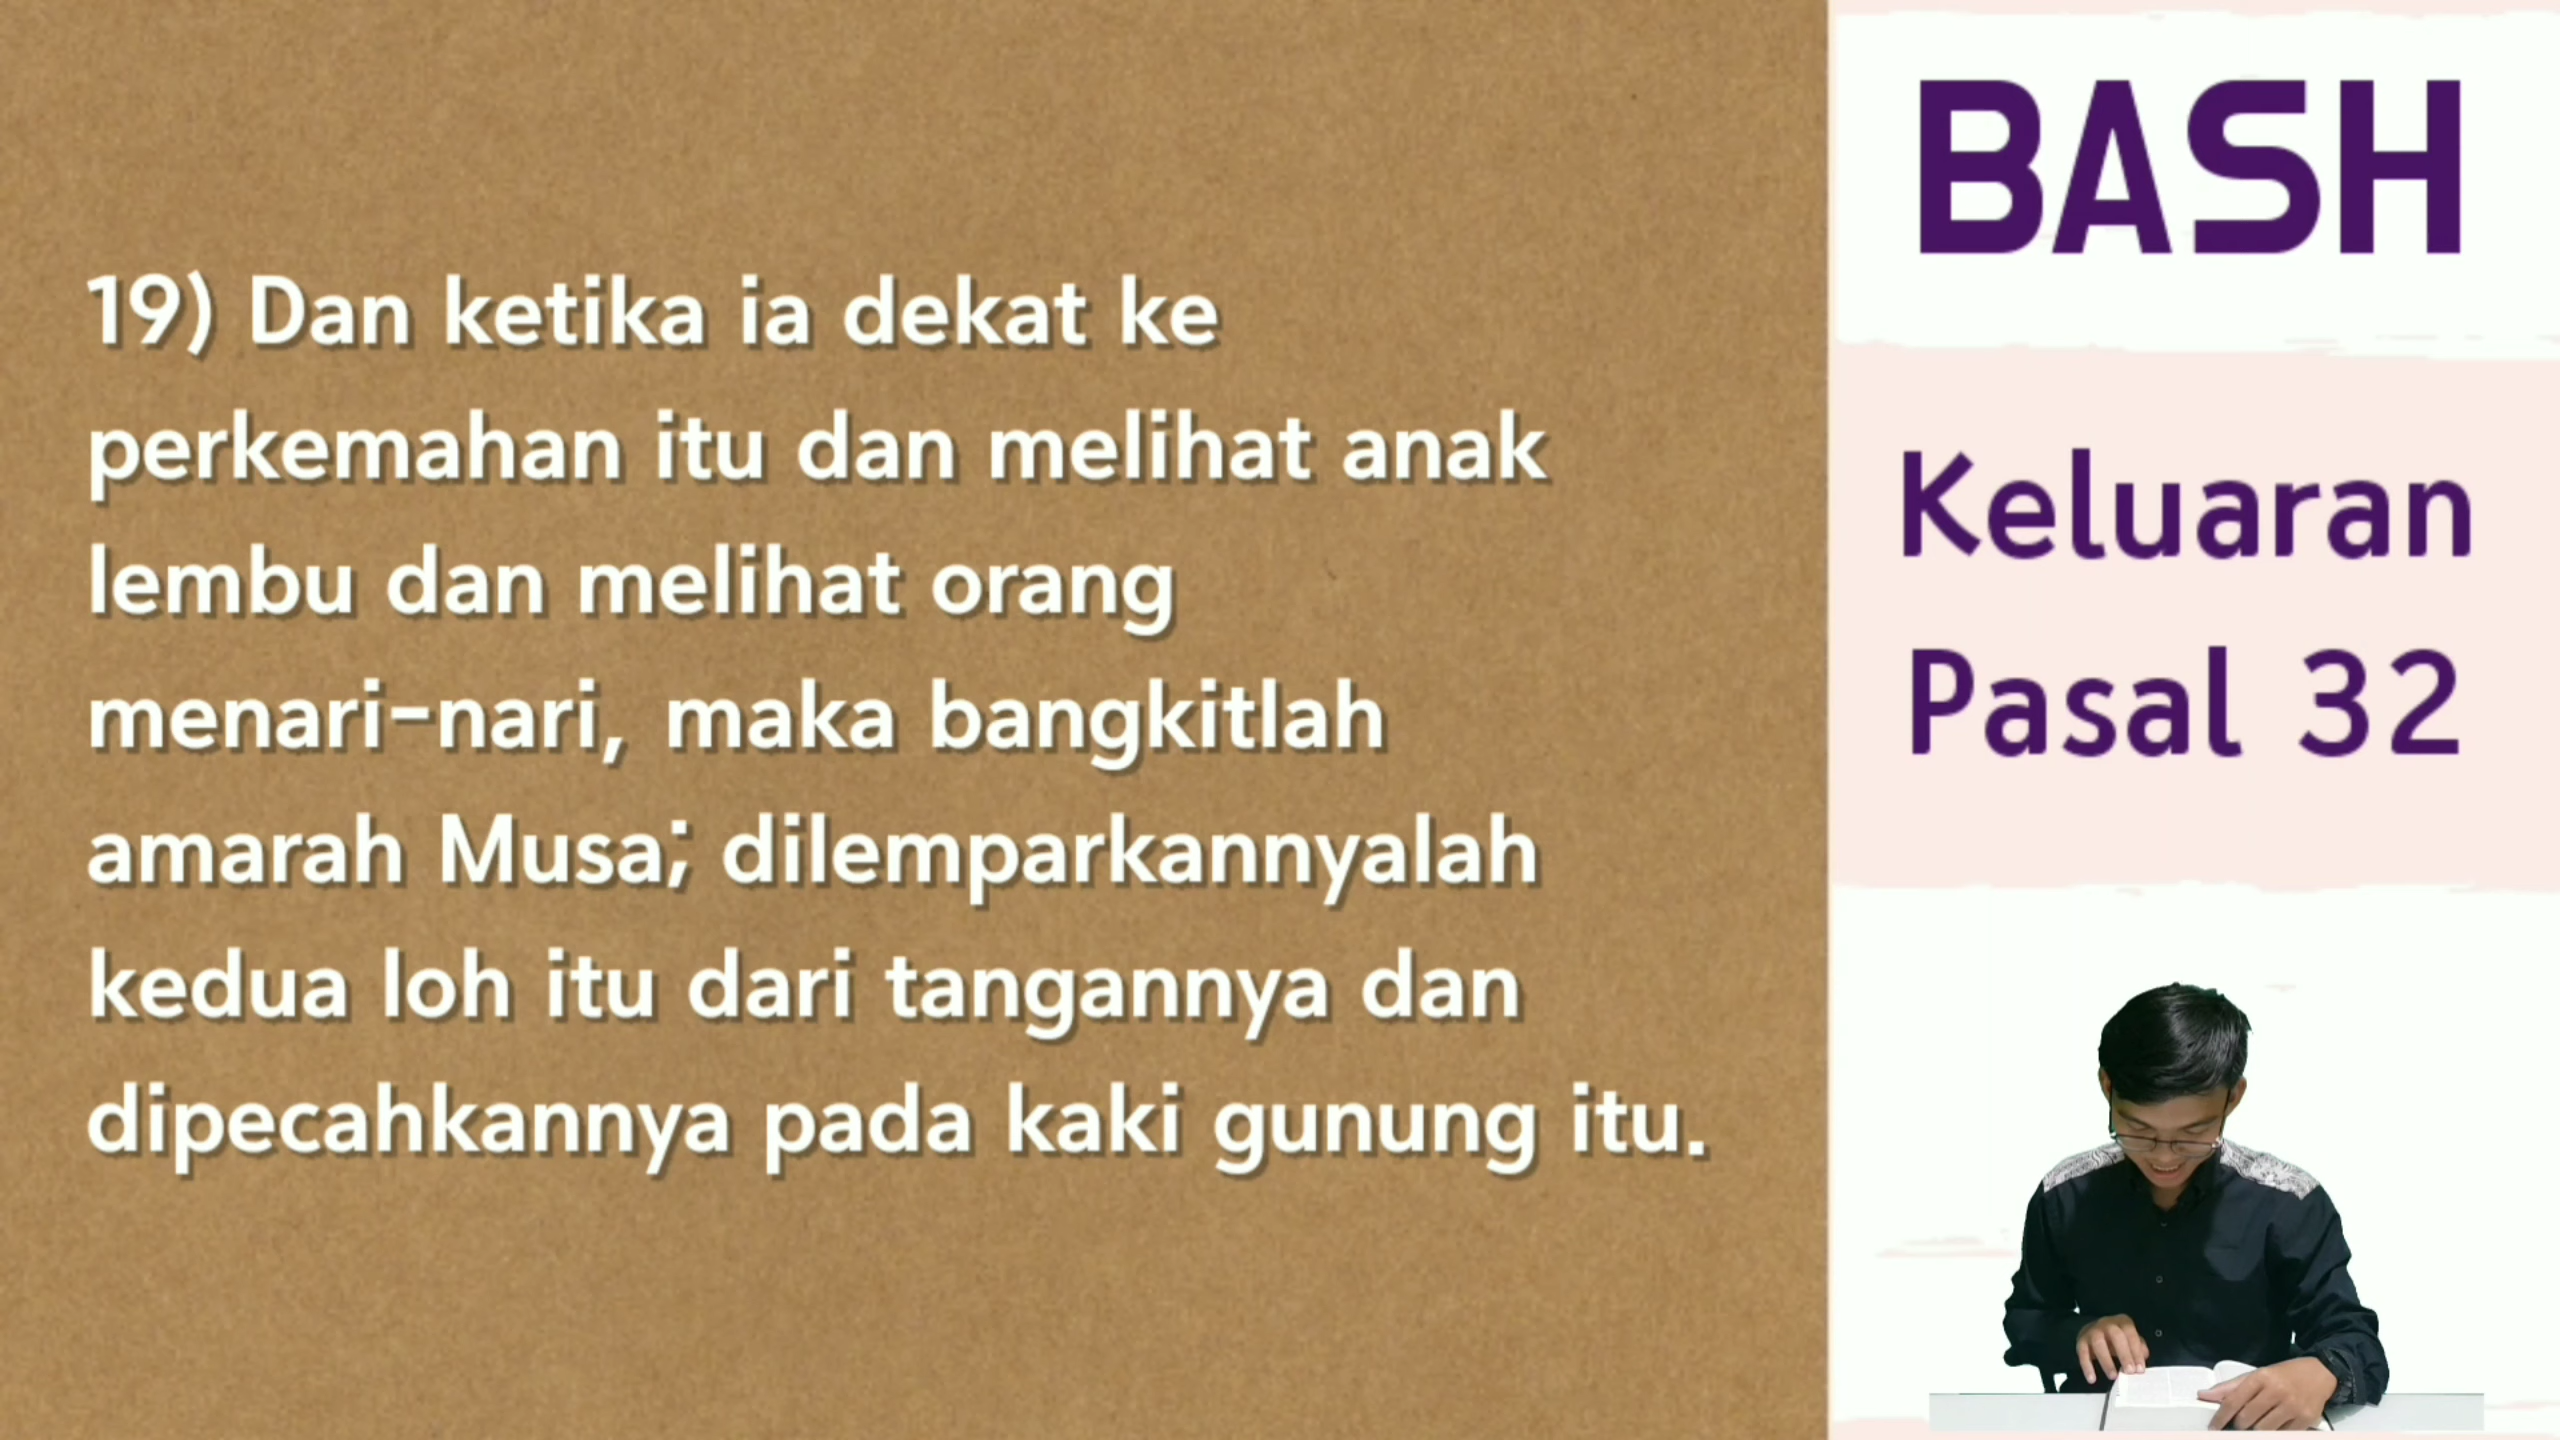 19) Dan ketika ia dekat ke
perkemahan itu dan melihat anak
lembu dan melihat orang
menari-nari, maka bangkitlah
amarah Musa; dilemparkannyalah
kedua loh itu dari tangannya dan
dipecahkannya pada kaki gunung itu.
BASH
Keluaran
Pasal 32